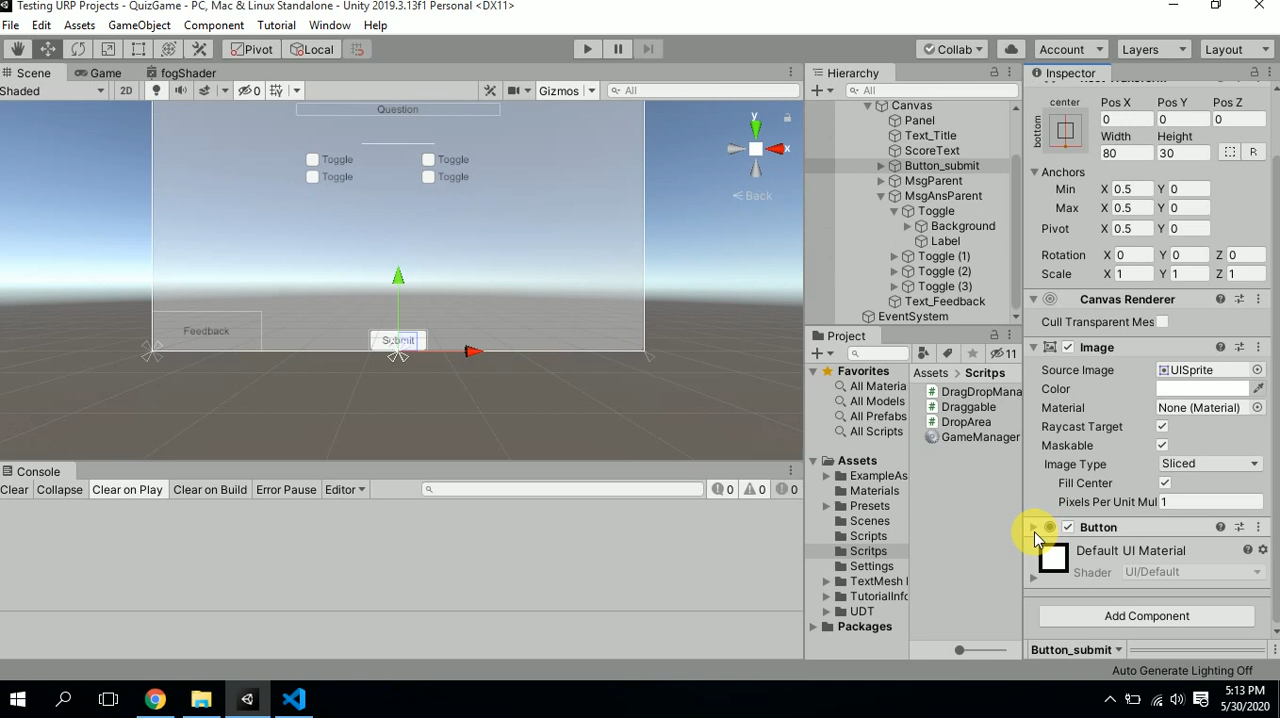 Testing URP Projects - QuizGame - PC, Mac & Linux Standalone - Unity 2019.3.13f1 Personal <DX11>
File Edit Assets GameObject Component Tutorial Window Help
Pivot Local Collab Account Layers Layout
Scene Game fogShader
Shaded 2D 0 Gizmos All
Question
Toggle Toggle
Toggle Toggle
y
x
Back
Feedback
Submit
Console
Clear Collapse Clear on Play Clear on Build Error Pause Editor 0 0 0
Hierarchy
All
Canvas
Panel
Text_Title
ScoreText
Button_submit
MsgParent
MsgAnsParent
Toggle
Background
Label
Toggle (1)
Toggle (2)
Toggle (3)
Text_Feedback
EventSystem
Project
11
Favorites
All Materia
All Models
All Prefabs
All Scripts
Assets
ExampleAs
Materials
Presets
Scenes
Scripts
Scritps
Settings
TextMesh
TutorialInfo
UDT
Packages
Assets Scritps
DragDropMana
Draggable
DropArea
GameManager
Inspector
center Pos X Pos Y Pos Z
bottom 0 0 0
Width Height
80 30 R
Anchors
Min X 0.5 Y 0
Max X 0.5 Y 0
Pivot X 0.5 Y 0
Rotation X 0 Y 0 Z 0
Scale X 1 Y 1 Z 1
Canvas Renderer
Cull Transparent Mes
Image
Source Image UISprite
Color
Material None (Material)
Raycast Target
Maskable
Image Type Sliced
Fill Center
Pixels Per Unit Mul 1
Button
Default UI Material
Shader UI/Default
Add Component
Button_submit
Auto Generate Lighting Off
5:13 PM
5/30/2020